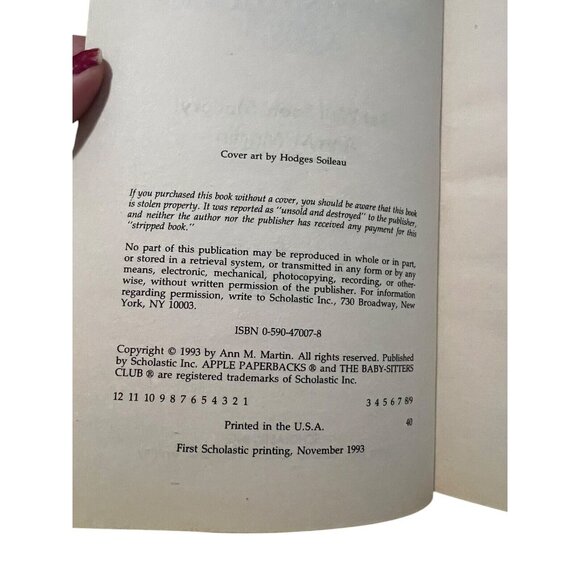 Cover art by Hodges Soileau
If you purchased this book without a cover, you should be aware that this book
is stolen property. It was reported as "unsold and destroyed" to the publisher,
and neither the author nor the publisher has received any payment for this
"stripped book."
No part of this publication may be reproduced in whole or in part,
or stored in a retrieval system, or transmitted in any form or by any
means, electronic, mechanical, photocopying, recording, or other-
wise, without written permission of the publisher. For information
regarding permission, write to Scholastic Inc., 730 Broadway, New
York, NY 10003.
ISBN 0-590-47007-8
Copyright © 1993 by Ann M. Martin. All rights reserved. Published
by Scholastic Inc. APPLE PAPERBACKS ® and THE BABY-SITTERS
CLUB ® are registered trademarks of Scholastic Inc.
12 11 10 9 8 7 6 5 4 3 2 1 3 4 5 6 7 8/9
Printed in the U.S.A. 40
First Scholastic printing, November 1993